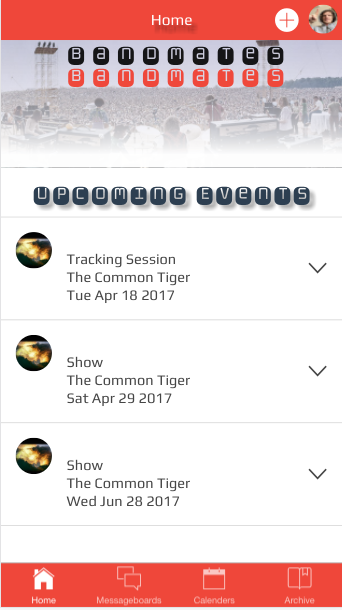 Home
BandMates
BandMates
Upcoming Events
Tracking Session
The Common Tiger
Tue Apr 18 2017
Show
The Common Tiger
Sat Apr 29 2017
Show
The Common Tiger
Wed Jun 28 2017
Home Messageboards Calenders Archive